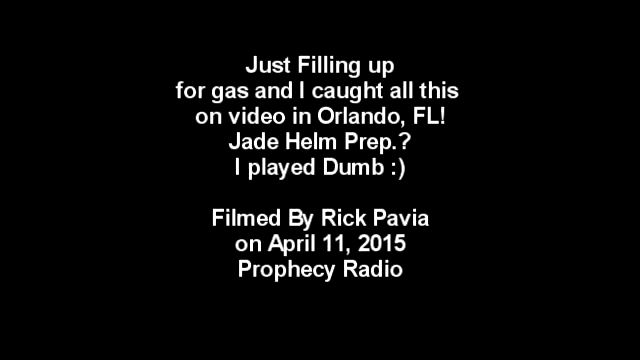 Just Filling up
for gas and I caught all this
on video in Orlando, FL!
Jade Helm Prep.?
I played Dumb :)
Filmed By Rick Pavia
on April 11, 2015
Prophecy Radio